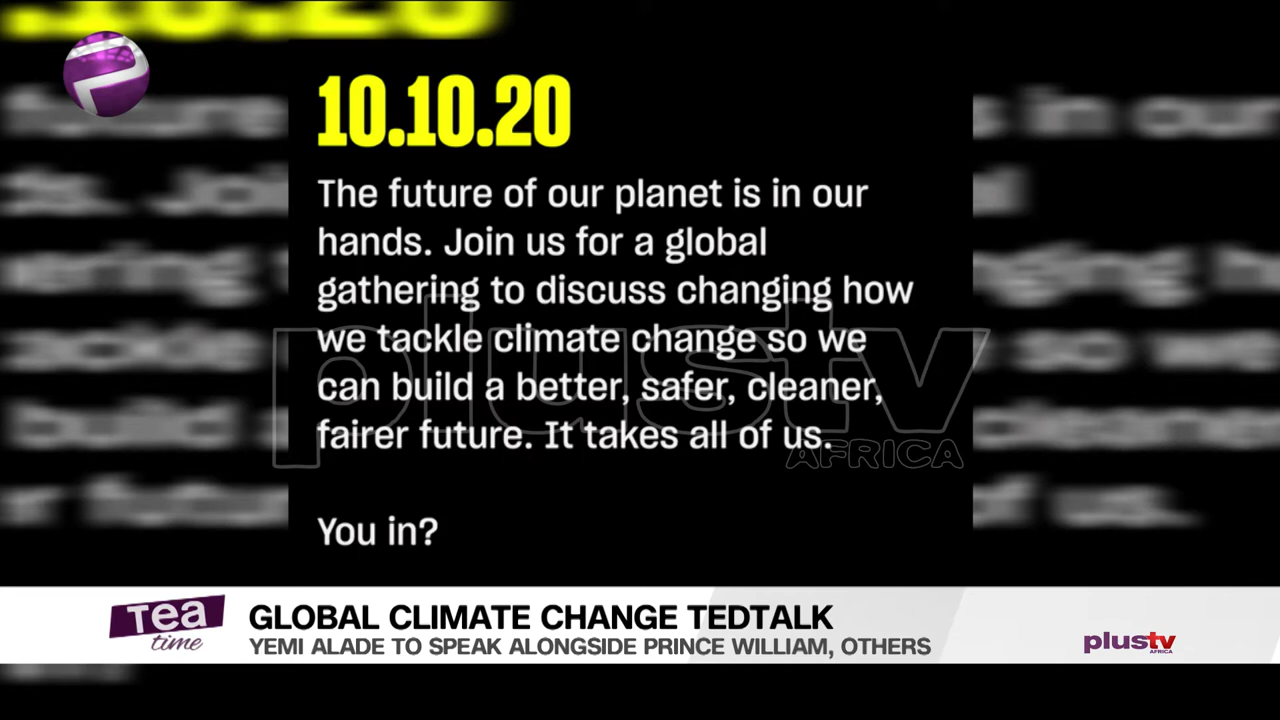 10.10.20
The future of our planet is in our
hands. Join us for a global
gathering to discuss changing how
we tackle climate change so we
can build a better, safer, cleaner,
fairer future. It takes all of us.
You in?
plustv
AFRICA
Tea
time
GLOBAL CLIMATE CHANGE TEDTALK
YEMI ALADE TO SPEAK ALONGSIDE PRINCE WILLIAM, OTHERS
plustv
AFRICA